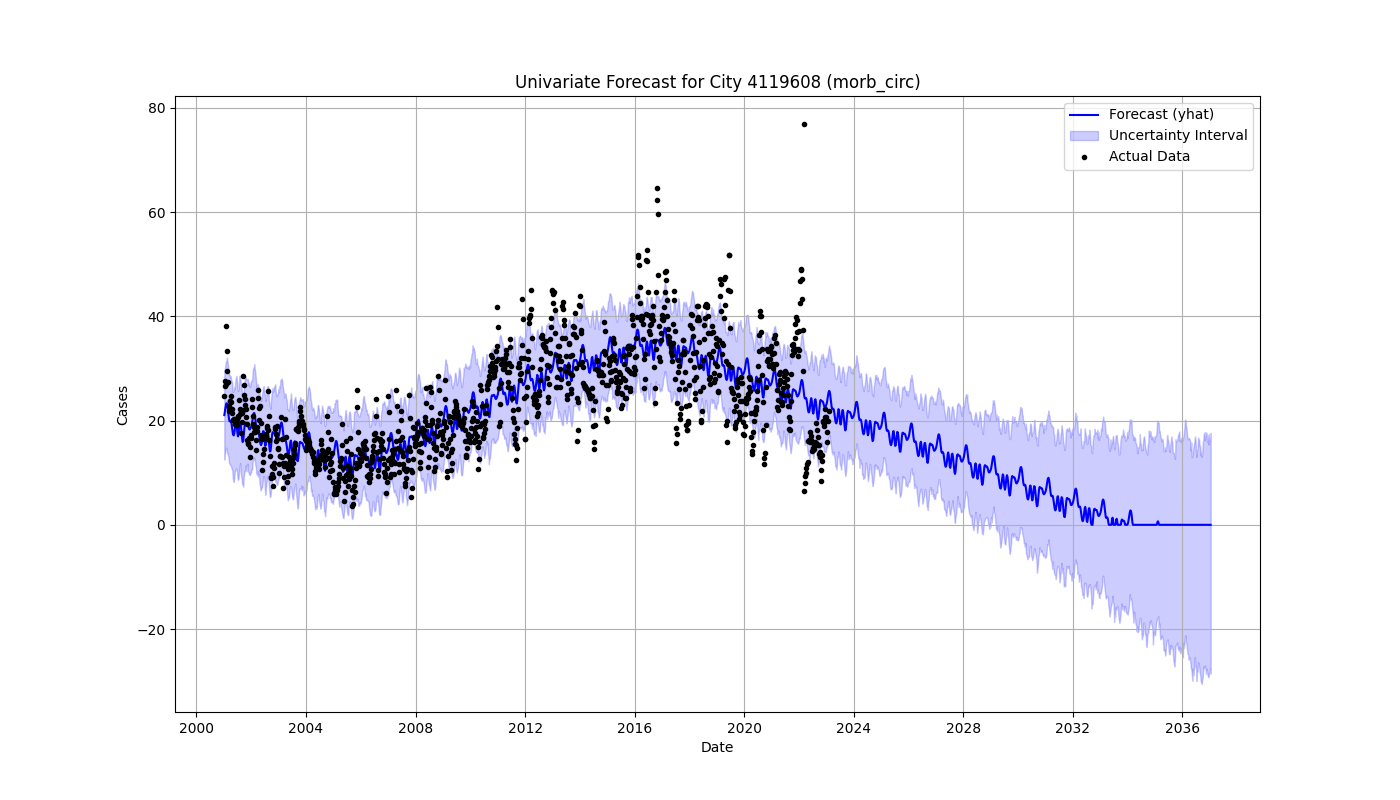 Univariate Forecast for City 4119608 (morb_circ)
Forecast (yhat)
Uncertainty Interval
Actual Data
Cases
80
60
40
20
0
−20
2000 2004 2008 2012 2016 2020 2024 2028 2032 2036
Date